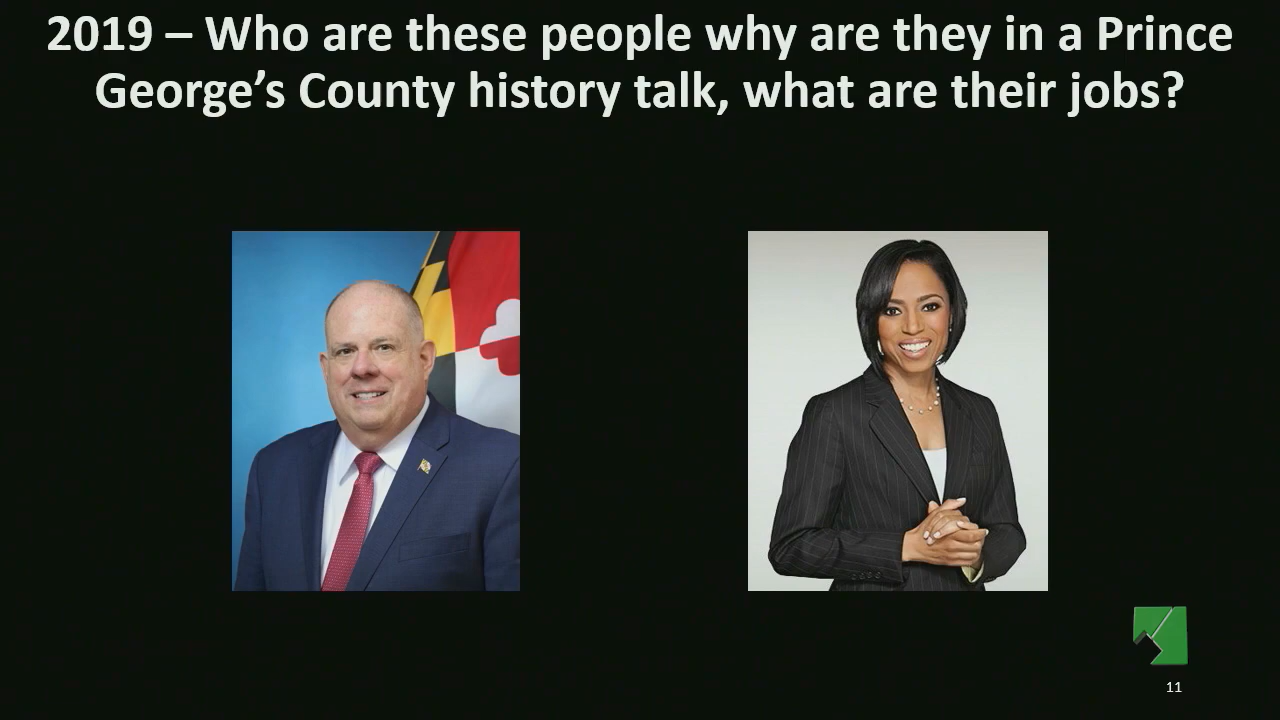 2019 – Who are these people why are they in a Prince
George’s County history talk, what are their jobs?
11